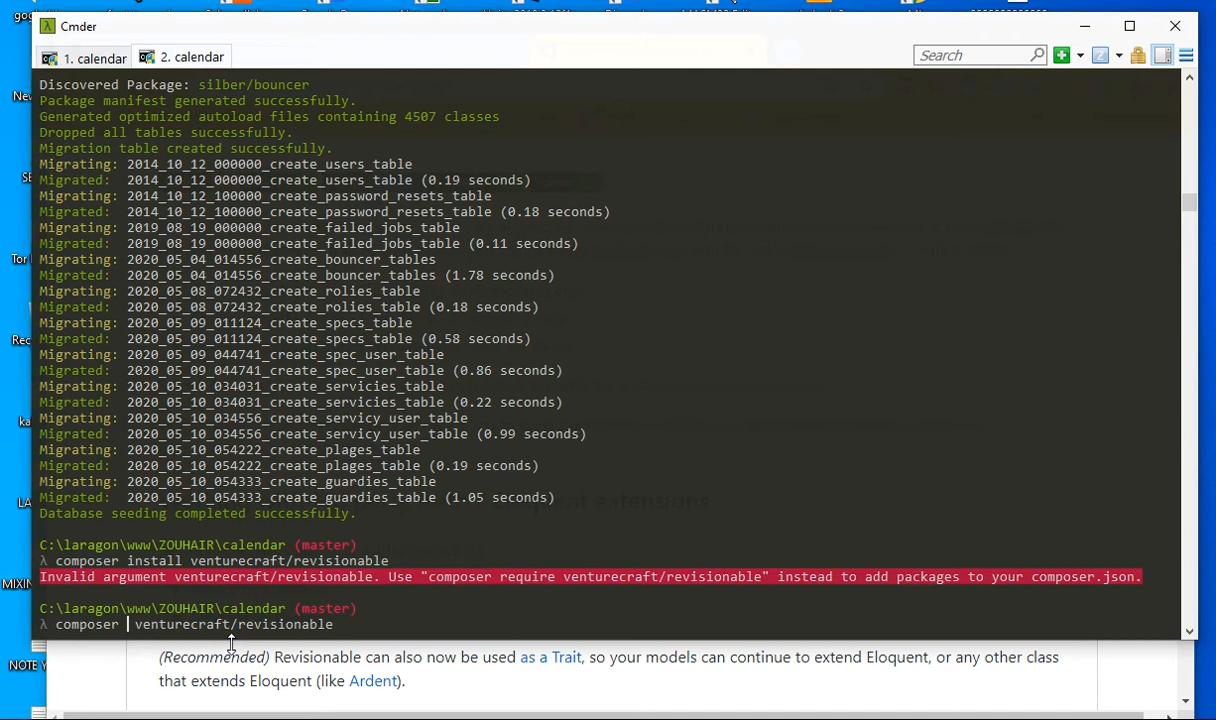 Cmder
1. calendar
2. calendar
Search
Discovered Package: silber/bouncer
Package manifest generated successfully.
Generated optimized autoload files containing 4507 classes
Dropped all tables successfully.
Migration table created successfully.
Migrating: 2014_10_12_000000_create_users_table
Migrated:  2014_10_12_000000_create_users_table (0.19 seconds)
Migrating: 2014_10_12_100000_create_password_resets_table
Migrated:  2014_10_12_100000_create_password_resets_table (0.18 seconds)
Migrating: 2019_08_19_000000_create_failed_jobs_table
Migrated:  2019_08_19_000000_create_failed_jobs_table (0.11 seconds)
Migrating: 2020_05_04_014556_create_bouncer_tables
Migrated:  2020_05_04_014556_create_bouncer_tables (1.78 seconds)
Migrating: 2020_05_08_072432_create_rolies_table
Migrated:  2020_05_08_072432_create_rolies_table (0.18 seconds)
Migrating: 2020_05_09_011124_create_specs_table
Migrated:  2020_05_09_011124_create_specs_table (0.58 seconds)
Migrating: 2020_05_09_044741_create_spec_user_table
Migrated:  2020_05_09_044741_create_spec_user_table (0.86 seconds)
Migrating: 2020_05_10_034031_create_servicies_table
Migrated:  2020_05_10_034031_create_servicies_table (0.22 seconds)
Migrating: 2020_05_10_034556_create_servicy_user_table
Migrated:  2020_05_10_034556_create_servicy_user_table (0.99 seconds)
Migrating: 2020_05_10_054222_create_plages_table
Migrated:  2020_05_10_054222_create_plages_table (0.19 seconds)
Migrating: 2020_05_10_054333_create_guardies_table
Migrated:  2020_05_10_054333_create_guardies_table (1.05 seconds)
Database seeding completed successfully.
C:\laragon\www\ZOUHAIR\calendar (master)
λ composer install venturecraft/revisionable
Invalid argument venturecraft/revisionable. Use "composer require venturecraft/revisionable" instead to add packages to your composer.json.
C:\laragon\www\ZOUHAIR\calendar (master)
λ composer  venturecraft/revisionable
(Recommended) Revisionable can also now be used as a Trait, so your models can continue to extend Eloquent, or any other class
that extends Eloquent (like Ardent).
MIXIN
NOTE Y